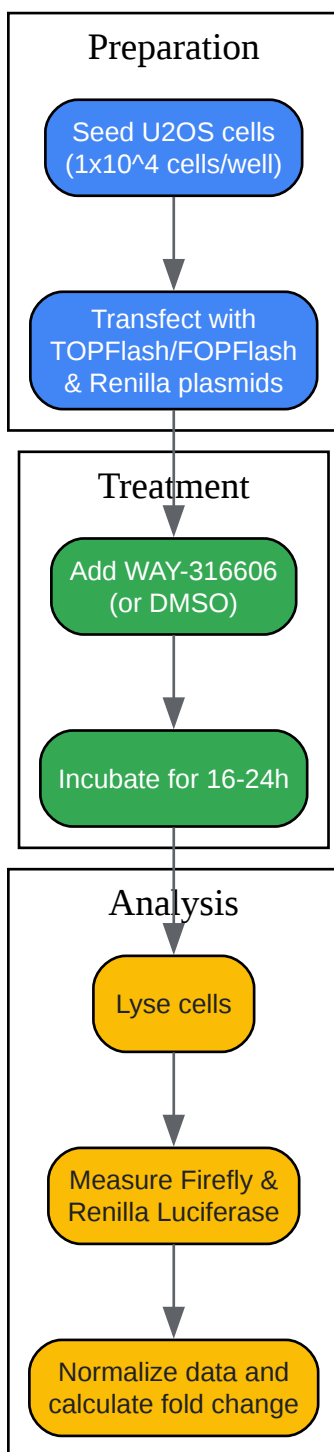 Preparation
Seed U2OS cells
(1x10^4 cells/well)
Transfect with
TOPFlash/FOPFlash
& Renilla plasmids
Treatment
Add WAY-316606
(or DMSO)
Incubate for 16-24h
Analysis
Lyse cells
Measure Firefly &
Renilla Luciferase
Normalize data and
calculate fold change